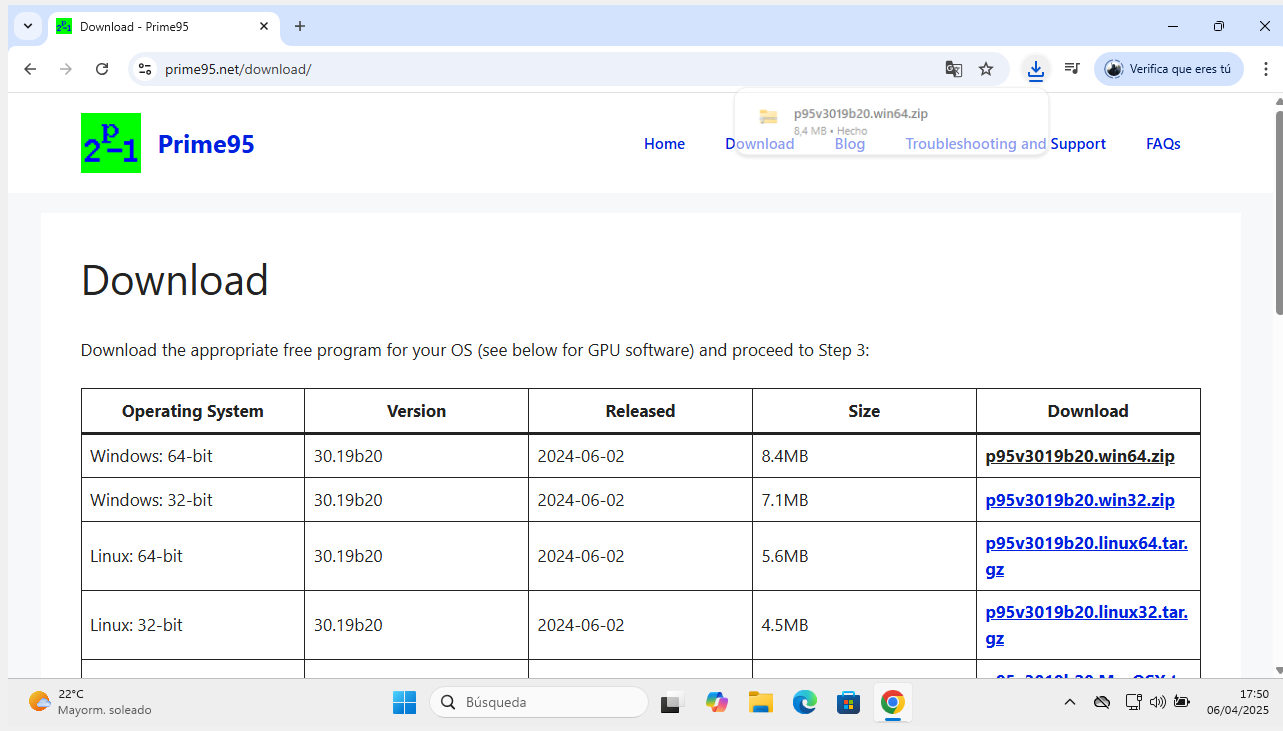 Download - Prime95
prime95.net/download/
Verifica que eres tú
p95v3019b20.win64.zip
8,4 MB • Hecho
2
p
-1
Prime95
Home
Download
Blog
Troubleshooting and Support
FAQs
Download
Download the appropriate free program for your OS (see below for GPU software) and proceed to Step 3:
Operating System Version Released Size Download
Windows: 64-bit 30.19b20 2024-06-02 8.4MB p95v3019b20.win64.zip
Windows: 32-bit 30.19b20 2024-06-02 7.1MB p95v3019b20.win32.zip
Linux: 64-bit 30.19b20 2024-06-02 5.6MB p95v3019b20.linux64.tar.
gz
Linux: 32-bit 30.19b20 2024-06-02 4.5MB p95v3019b20.linux32.tar.
gz
22°C
Mayorm. soleado
Búsqueda
17:50
06/04/2025